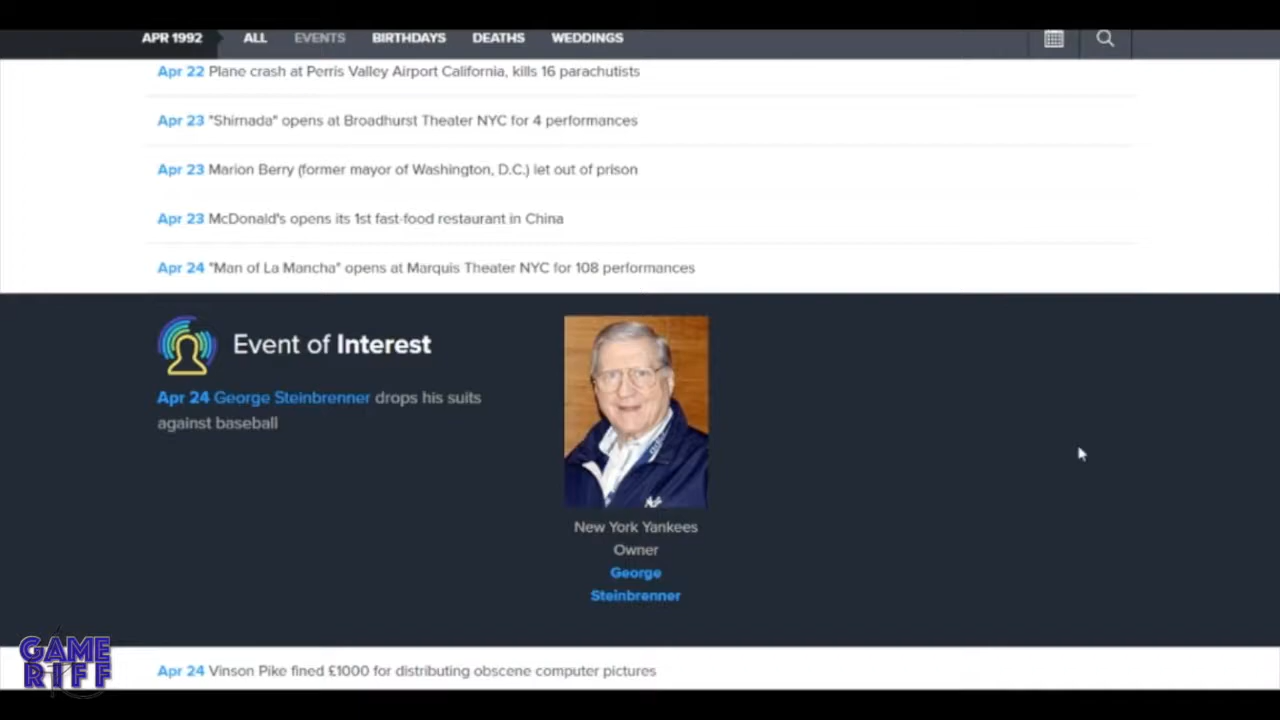 APR 1992 ALL EVENTS BIRTHDAYS DEATHS WEDDINGS
Apr 22 Plane crash at Perris Valley Airport California, kills 16 parachutists
Apr 23 "Shimada" opens at Broadhurst Theater NYC for 4 performances
Apr 23 Marion Berry (former mayor of Washington, D.C.) let out of prison
Apr 23 McDonald's opens its 1st fast-food restaurant in China
Apr 24 "Man of La Mancha" opens at Marquis Theater NYC for 108 performances
Event of Interest
Apr 24 George Steinbrenner drops his suits
against baseball
New York Yankees
Owner
George
Steinbrenner
Apr 24 Vinson Pike fined £1000 for distributing obscene computer pictures
GAME
RIFF